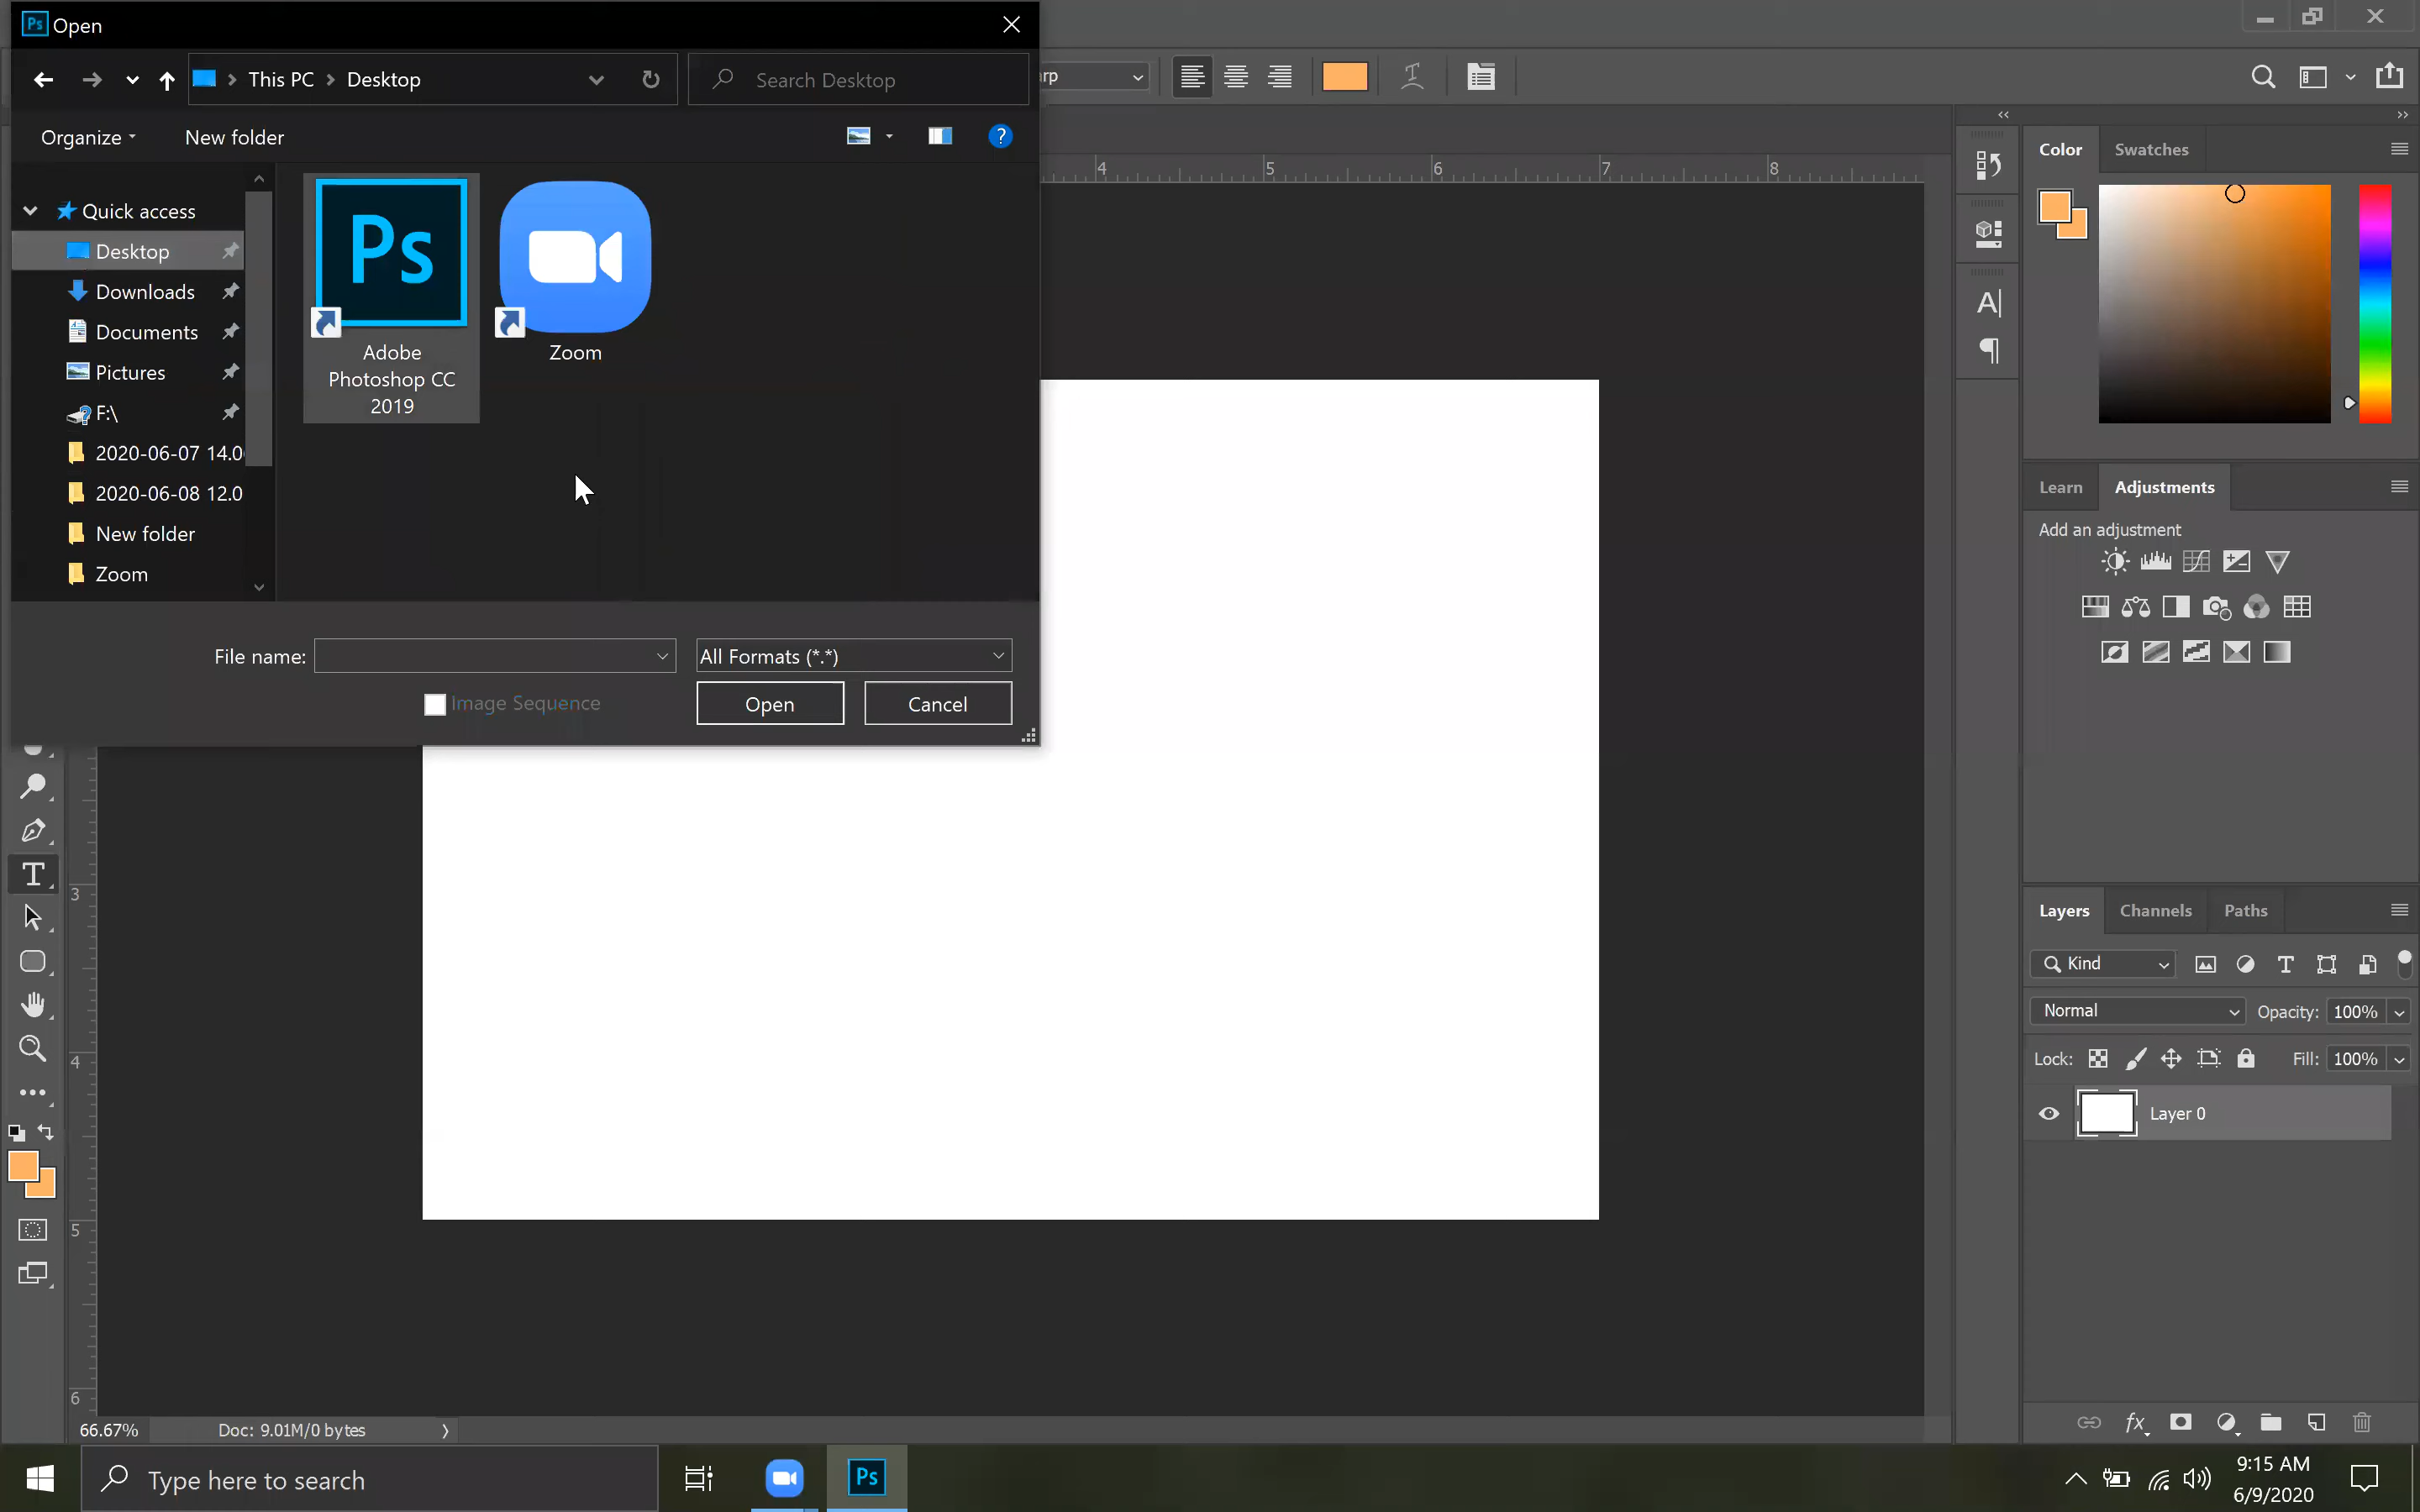 Ps Open
This PC > Desktop
Search Desktop
Organize
New folder
?
Quick access
Desktop
Downloads
Documents
Pictures
F:\
2020-06-07 14.0
2020-06-08 12.0
New folder
Zoom
Ps
Adobe
Photoshop CC
2019
Zoom
File name:
All Formats (*.*)
Image Sequence
Open
Cancel
rp
4 5 6 7 8
3
4
5
6
Color
Swatches
Learn
Adjustments
Add an adjustment
Layers
Channels
Paths
Kind
Normal
Opacity: 100%
Lock:
Fill: 100%
Layer 0
fx
66.67%
Doc: 9.01M/0 bytes
Type here to search
Ps
9:15 AM
6/9/2020